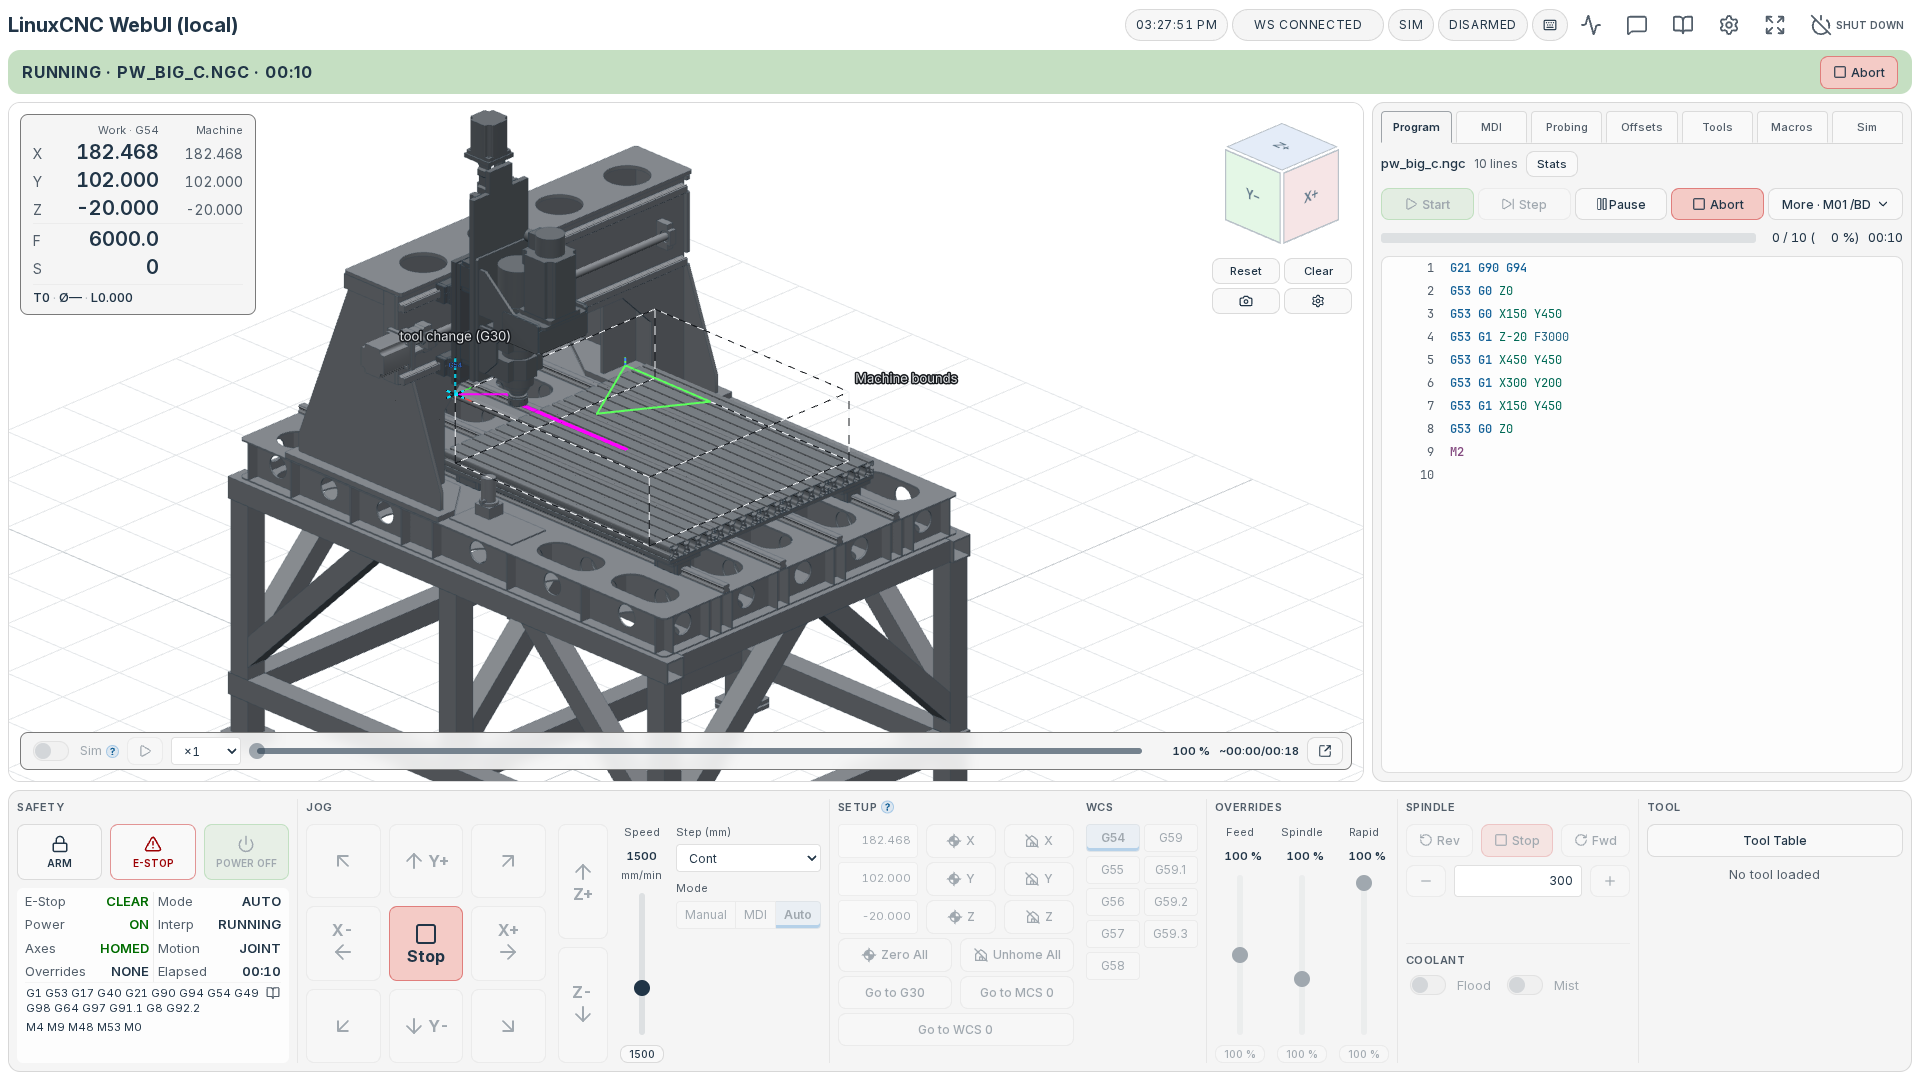 LinuxCNC WebUI (local)
03:27:51 PM
WS CONNECTED
SIM
DISARMED
SHUT DOWN
RUNNING · PW_BIG_C.NGC · 00:10
Abort
Work · G54 Machine
X 182.468 182.468
Y 102.000 102.000
Z -20.000 -20.000
F 6000.0
S 0
T0 · Ø— · L0.000
tool change (G30)
Machine bounds
Z+
Y-
X+
Reset Clear
Sim ? ×1 100 % ~00:00/00:18
Program MDI Probing Offsets Tools Macros Sim
pw_big_c.ngc 10 lines Stats
Start Step Pause Abort More · M01 /BD
0 / 10 ( 0 %) 00:10
1 G21 G90 G94
2 G53 G0 Z0
3 G53 G0 X150 Y450
4 G53 G1 Z-20 F3000
5 G53 G1 X450 Y450
6 G53 G1 X300 Y200
7 G53 G1 X150 Y450
8 G53 G0 Z0
9 M2
10
SAFETY
ARM E-STOP POWER OFF
E-Stop CLEAR Mode AUTO
Power ON Interp RUNNING
Axes HOMED Motion JOINT
Overrides NONE Elapsed 00:10
G1 G53 G17 G40 G21 G90 G94 G54 G49
G98 G64 G97 G91.1 G8 G92.2
M4 M9 M48 M53 M0
JOG
Y+
X-
Stop
X+
Y-
Z+
Z-
Speed
1500
mm/min
1500
Step (mm)
Cont
Mode
Manual MDI Auto
SETUP ?
182.468 X X
102.000 Y Y
-20.000 Z Z
Zero All Unhome All
Go to G30 Go to MCS 0
Go to WCS 0
WCS
G54 G59
G55 G59.1
G56 G59.2
G57 G59.3
G58
OVERRIDES
Feed Spindle Rapid
100 % 100 % 100 %
100 % 100 % 100 %
SPINDLE
Rev Stop Fwd
300
COOLANT
Flood Mist
TOOL
Tool Table
No tool loaded